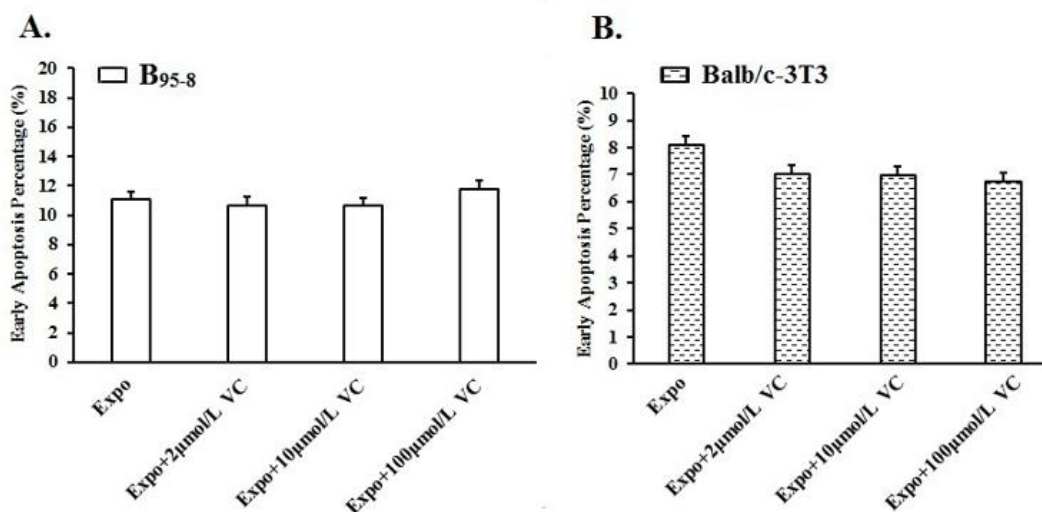 A.
B95-8
Early Apoptosis Percentage (%)
20
18
16
14
12
10
8
6
4
2
0
Expo
Expo+2μmol/L VC
Expo+10μmol/L VC
Expo+100μmol/L VC
B.
Balb/c-3T3
Early Apoptosis Percentage (%)
10
9
8
7
6
5
4
3
2
1
0
Expo
Expo+2μmol/L VC
Expo+10μmol/L VC
Expo+100μmol/L VC